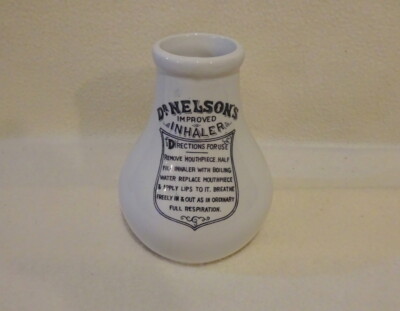 DR NELSON'S
IMPROVED
INHALER
DIRECTIONS FOR USE
REMOVE MOUTHPIECE, HALF
FILL INHALER WITH BOILING
WATER REPLACE MOUTHPIECE
& APPLY LIPS TO IT. BREATHE
FREELY IN & OUT AS IN ORDINARY
FULL RESPIRATION.